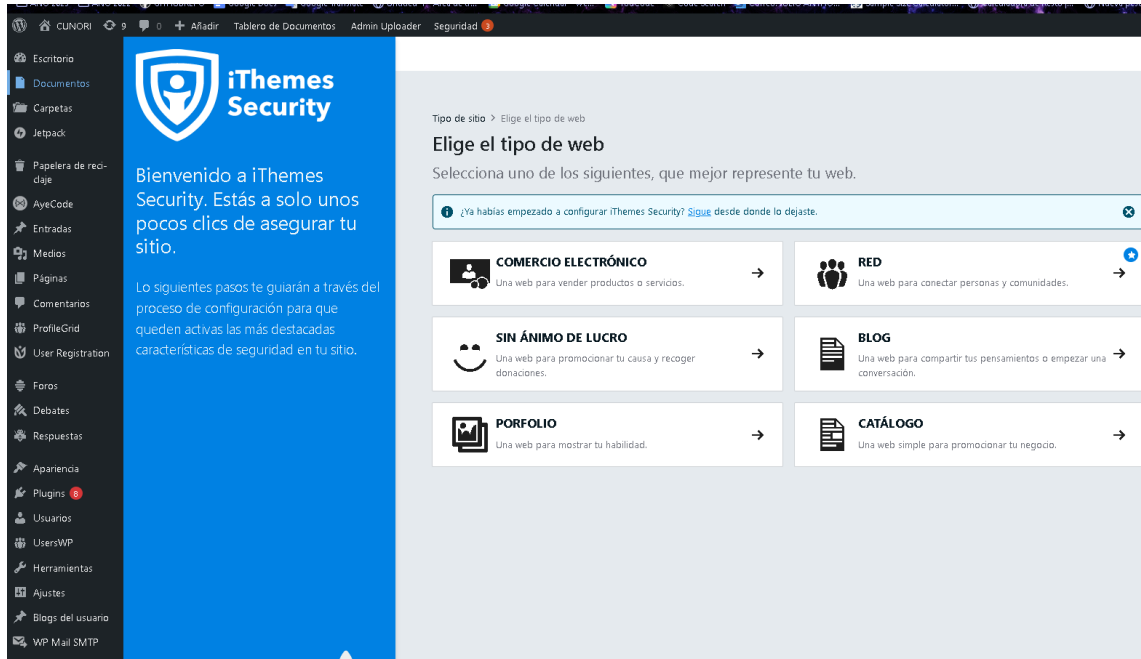 CUNORI
9
0
Añadir
Tablero de Documentos
Admin Uploader
Seguridad
3
Escritorio
Documentos
Carpetas
Jetpack
Papelera de reci-
claje
AyeCode
Entradas
Medios
Páginas
Comentarios
ProfileGrid
User Registration
Foros
Debates
Respuestas
Apariencia
Plugins 8
Usuarios
UsersWP
Herramientas
Ajustes
Blogs del usuario
WP Mail SMTP
iThemes
Security
Bienvenido a iThemes
Security. Estás a solo unos
pocos clics de asegurar tu
sitio.
Lo siguientes pasos te guiarán a través del
proceso de configuración para que
queden activas las más destacadas
características de seguridad en tu sitio.
Tipo de sitio > Elige el tipo de web
Elige el tipo de web
Selecciona uno de los siguientes, que mejor represente tu web.
¿Ya habías empezado a configurar iThemes Security? Sigue desde donde lo dejaste.
COMERCIO ELECTRÓNICO
Una web para vender productos o servicios.
RED
Una web para conectar personas y comunidades.
SIN ÁNIMO DE LUCRO
Una web para promocionar tu causa y recoger
donaciones.
BLOG
Una web para compartir tus pensamientos o empezar una
conversación.
PORFOLIO
Una web para mostrar tu habilidad.
CATÁLOGO
Una web simple para promocionar tu negocio.